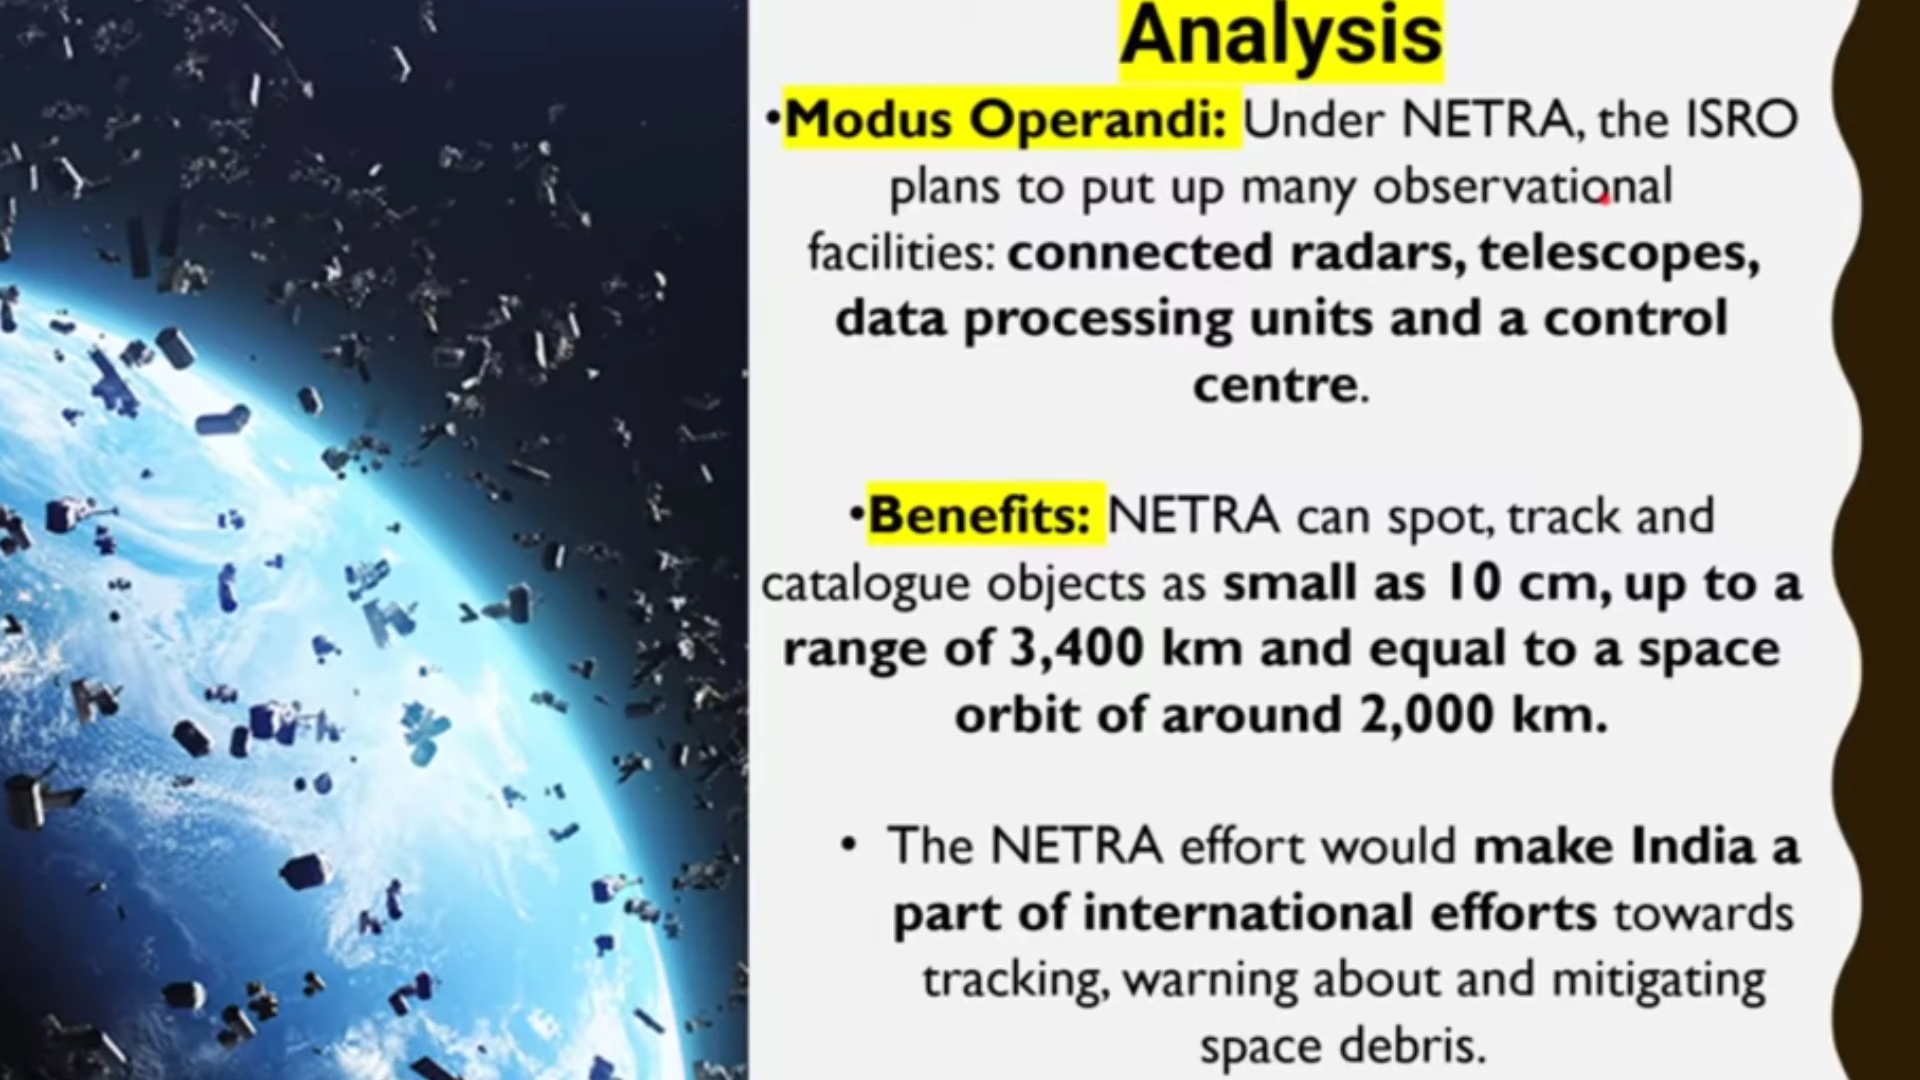 Analysis
•Modus Operandi: Under NETRA, the ISRO
plans to put up many observational
facilities: connected radars, telescopes,
data processing units and a control
centre.
•Benefits: NETRA can spot, track and
catalogue objects as small as 10 cm, up to a
range of 3,400 km and equal to a space
orbit of around 2,000 km.
• The NETRA effort would make India a
part of international efforts towards
tracking, warning about and mitigating
space debris.